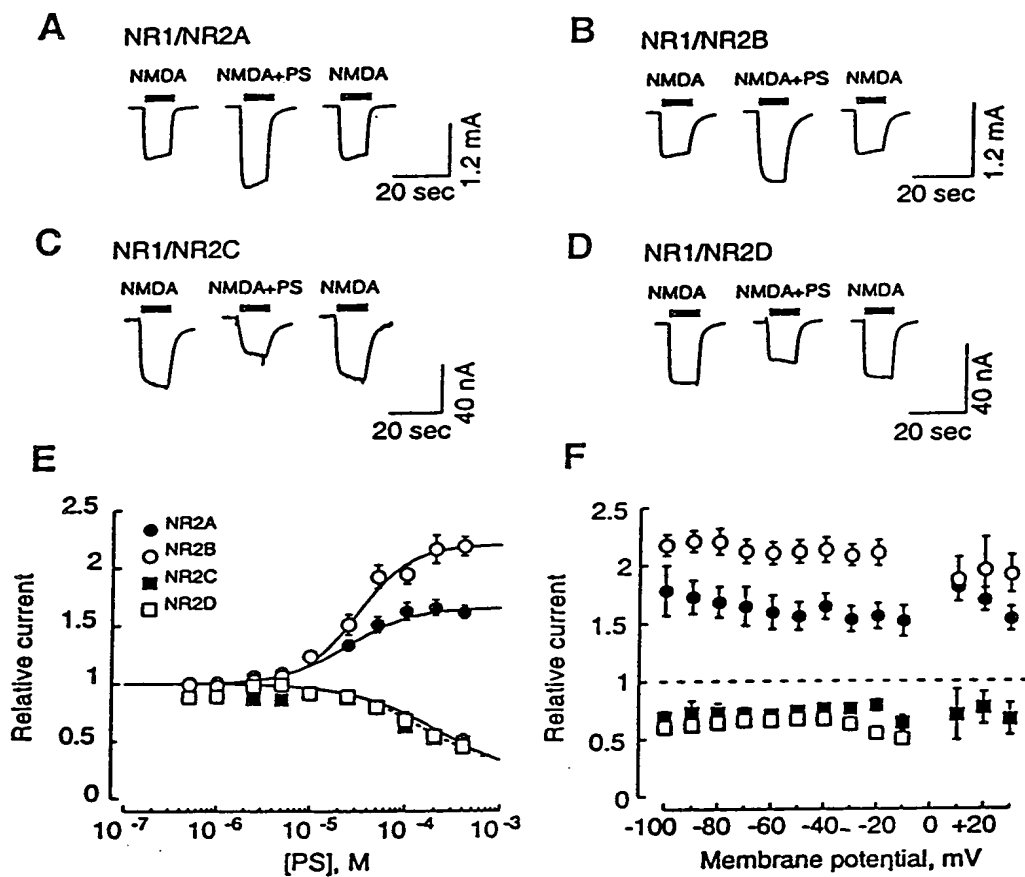 A
NR1/NR2A
NMDA NMDA+PS NMDA
1.2 mA
20 sec
B
NR1/NR2B
NMDA NMDA+PS NMDA
1.2 mA
20 sec
C
NR1/NR2C
NMDA NMDA+PS NMDA
40 nA
20 sec
D
NR1/NR2D
NMDA NMDA+PS NMDA
40 nA
20 sec
E
Relative current
2.5
2
1.5
1
0.5
0
NR2A
NR2B
NR2C
NR2D
10-7 10-6 10-5 10-4 10-3
[PS], M
F
Relative current
2.5
2
1.5
1
0.5
0
-100 -80 -60 -40 -20 0 +20
Membrane potential, mV